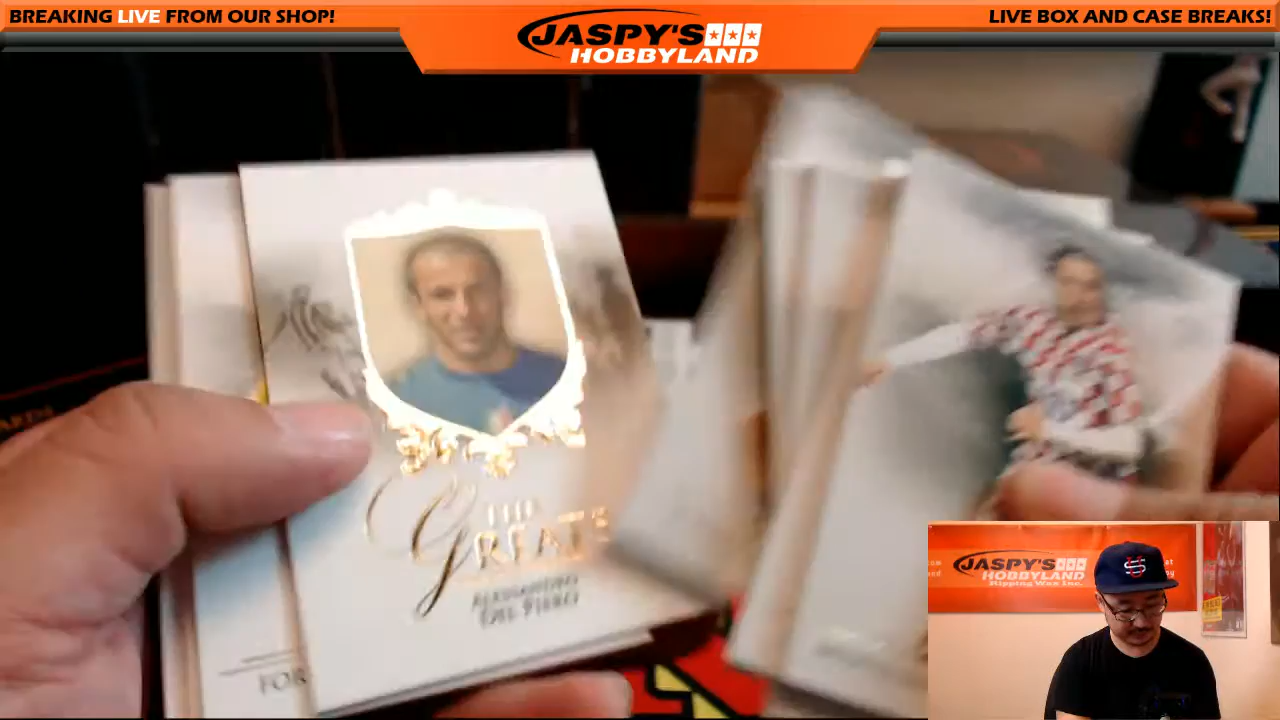 BREAKING LIVE FROM OUR SHOP!
JASPY'S
HOBBYLAND
LIVE BOX AND CASE BREAKS!
THE
GREATS
ALESSANDRO
DEL PIERO
FOR
JASPY'S
HOBBYLAND
Ripping Wax Inc.